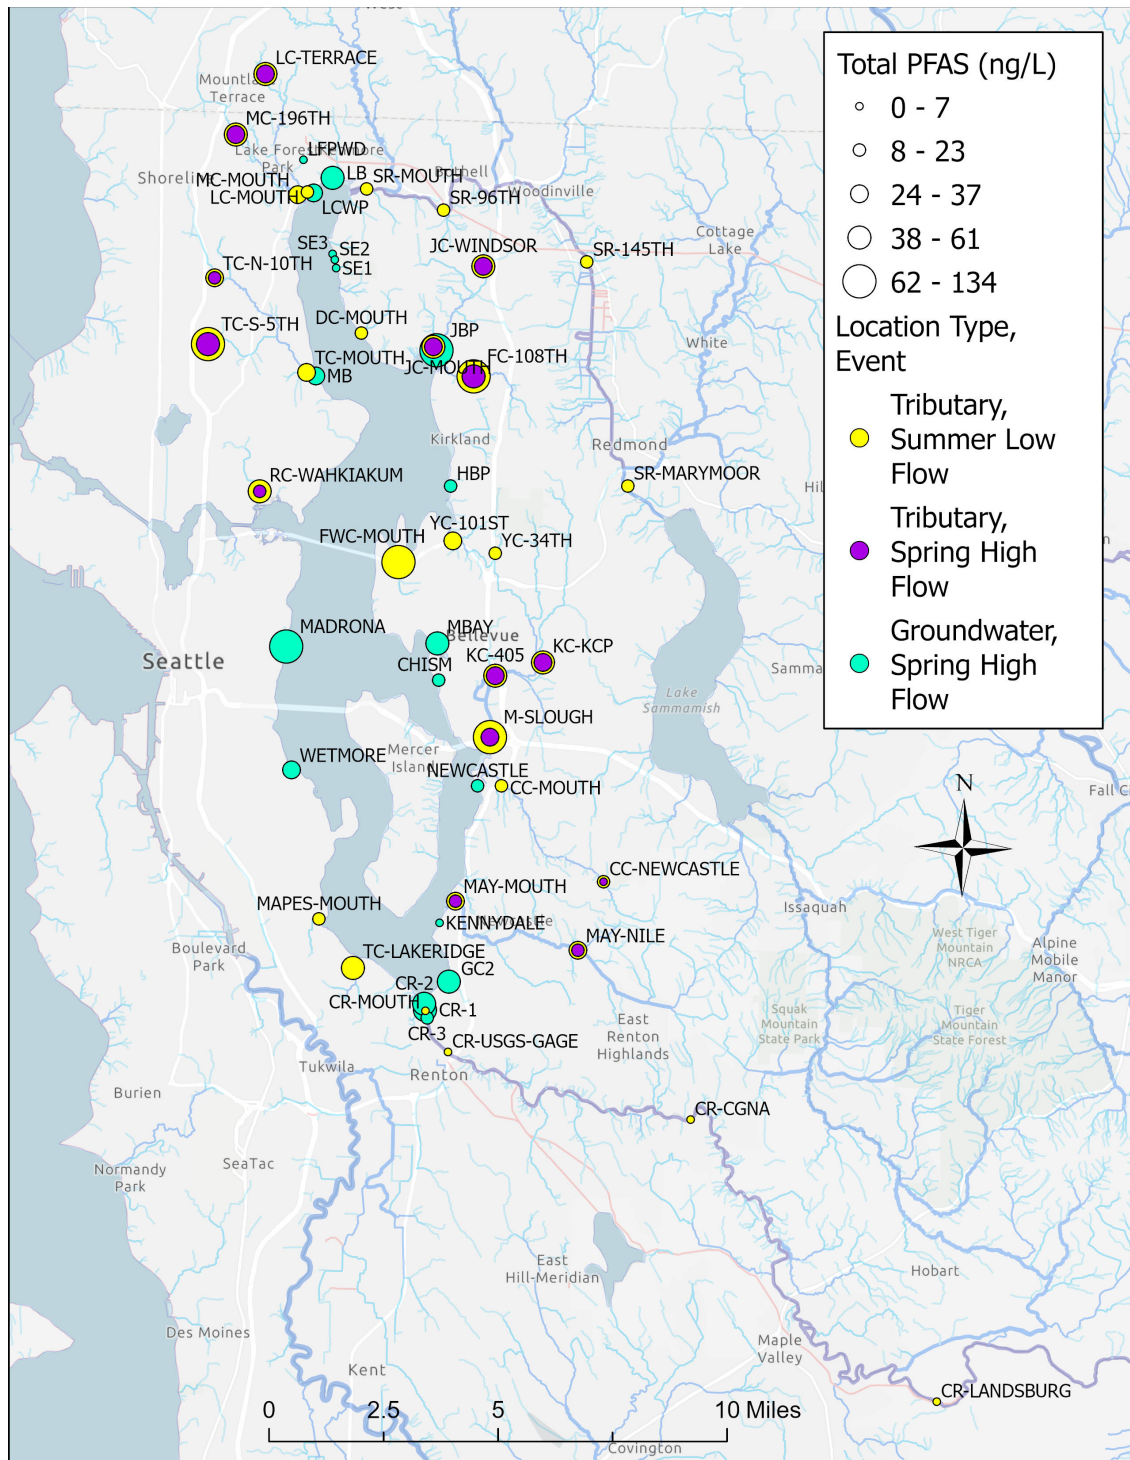 West
LC-TERRACE
Mountlake
Terrace
MC-196TH
LFPWD
Lake Forest
Park
Kenmore
Shoreline
MC-MOUTH
LB
SR-MOUTH
Bothell
Woodinville
LC-MOUTH
LCWP
SR-96TH
Cottage
Lake
SE3
SE2
SE1
JC-WINDSOR
SR-145TH
TC-N-10TH
DC-MOUTH
TC-S-5TH
JBP
White
TC-MOUTH
MB
JC-MOUTH
FC-108TH
Kirkland
Redmond
RC-WAHKIAKUM
HBP
SR-MARYMOOR
YC-101ST
FWC-MOUTH
YC-34TH
MADRONA
MBAY
Bellevue
Seattle
KC-405
KC-KCP
CHISM
Lake
Sammamish
M-SLOUGH
Mercer
Island
WETMORE
NEWCASTLE
CC-MOUTH
CC-NEWCASTLE
MAPES-MOUTH
MAY-MOUTH
Issaquah
KENNYDALE
Newcastle
MAY-NILE
Boulevard
Park
West Tiger
Mountain
NRCA
Alpine
Mobile
Manor
TC-LAKERIDGE
GC2
CR-2
CR-MOUTH
CR-1
CR-3
CR-USGS-GAGE
East
Renton
Highlands
Squak
Mountain
State Park
Tiger
Mountain
State Forest
Tukwila
Renton
Burien
CR-CGNA
Normandy
Park
SeaTac
East
Hill-Meridian
Hobart
Des Moines
Maple
Valley
Kent
CR-LANDSBURG
Covington
0 2.5 5 10 Miles
N
Fall Ci
Total PFAS (ng/L)
0 - 7
8 - 23
24 - 37
38 - 61
62 - 134
Location Type,
Event
Tributary,
Summer Low
Flow
Tributary,
Spring High
Flow
Groundwater,
Spring High
Flow
Samma
Hil